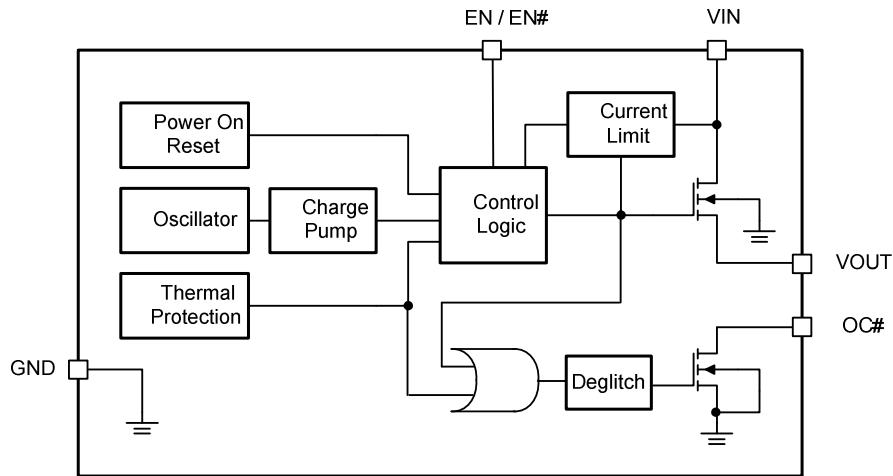 EN / EN#
VIN
Power On
Reset
Current
Limit
Oscillator
Charge
Pump
Control
Logic
Thermal
Protection
VOUT
OC#
GND
Deglitch